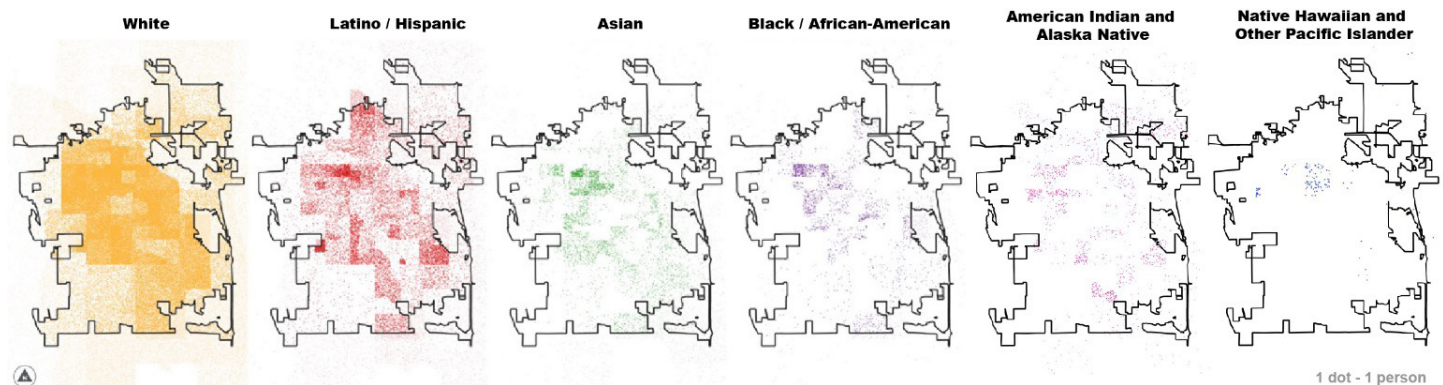 White
Latino / Hispanic
Asian
Black / African-American
American Indian and
Alaska Native
Native Hawaiian and
Other Pacific Islander
1 dot - 1 person